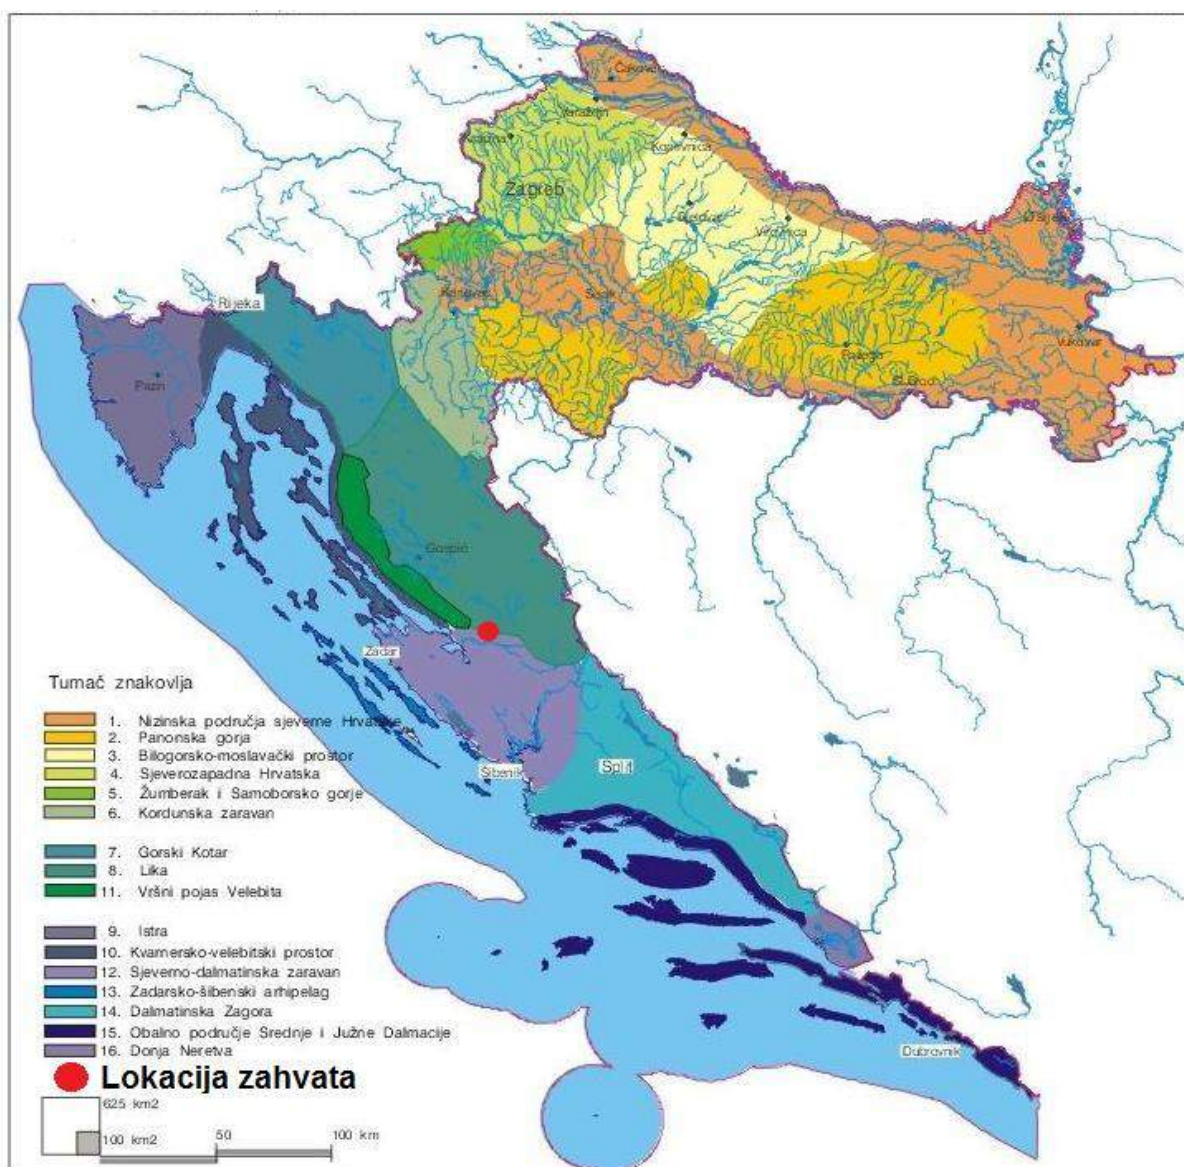 Čakovec
Varaždin
Krapina
Koprivnica
Zagreb
Bjelovar
Virovitica
Osijek
Karlovac
Sisak
Rijeka
Vukovar
Požega
Sl.Brod
Pazin
Gospić
Zadar
Šibenik
Split
Dubrovnik
Tumač znakovlja
1. Nizinska područja sjeverne Hrvatske
2. Panonska gorja
3. Bilogorsko-moslavački prostor
4. Sjeverozapadna Hrvatska
5. Žumberak i Samoborsko gorje
6. Kordunska zaravan
7. Gorski Kotar
8. Lika
11. Vršni pojas Velebita
9. Istra
10. Kvarnersko-velebitski prostor
12. Sjeverno-dalmatinska zaravan
13. Zadarsko-šibenski arhipelag
14. Dalmatinska Zagora
15. Obalno područje Srednje i Južne Dalmacije
16. Donja Neretva
Lokacija zahvata
625 km2
100 km2
50
100 km